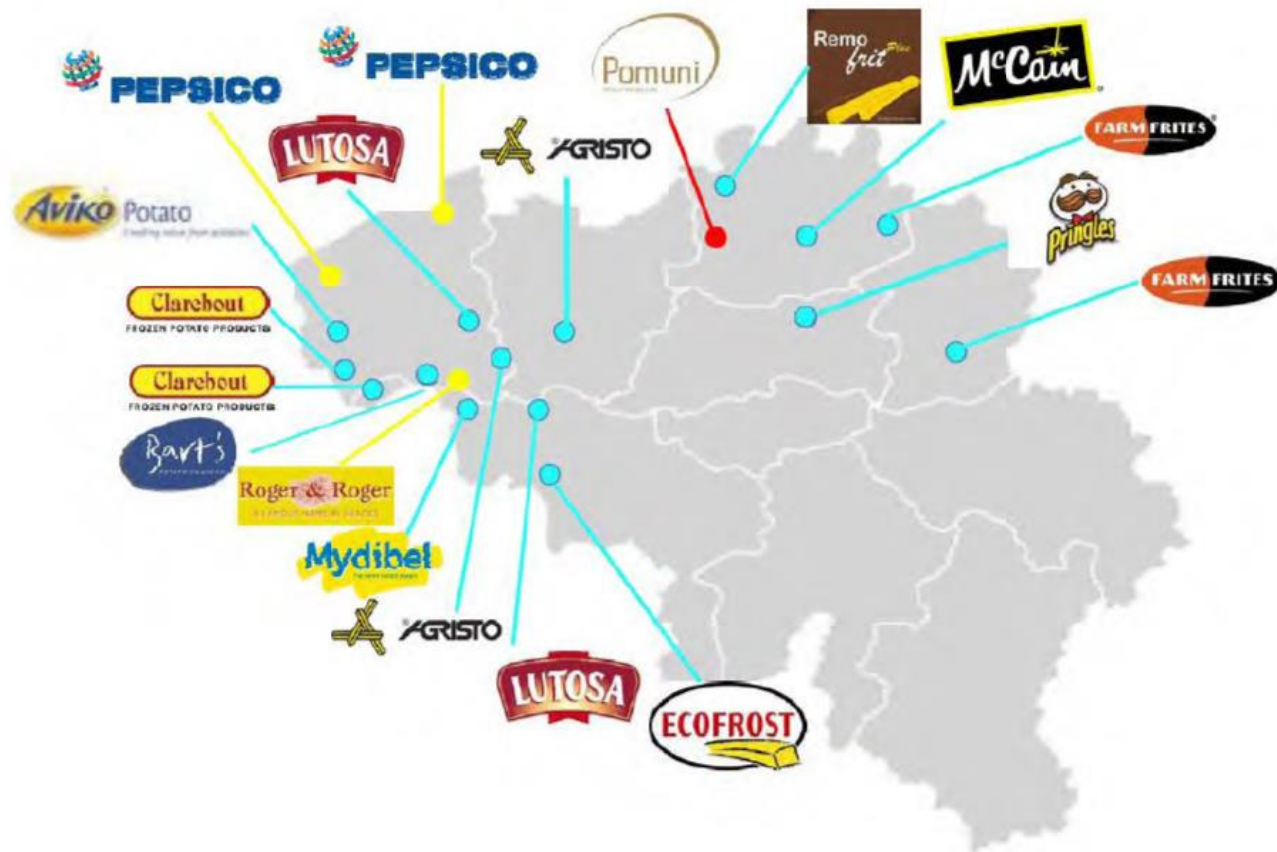 PEPSICO
PEPSICO
Pomuni
Remo
frit Plus
McCain
LUTOSA
AGRISTO
FARM FRITES
Aviko Potato
Pringles
Clarebout
FROZEN POTATO PRODUCTS
FARM FRITES
Clarebout
FROZEN POTATO PRODUCTS
Bart's
Roger & Roger
Mydibel
AGRISTO
LUTOSA
ECOFROST